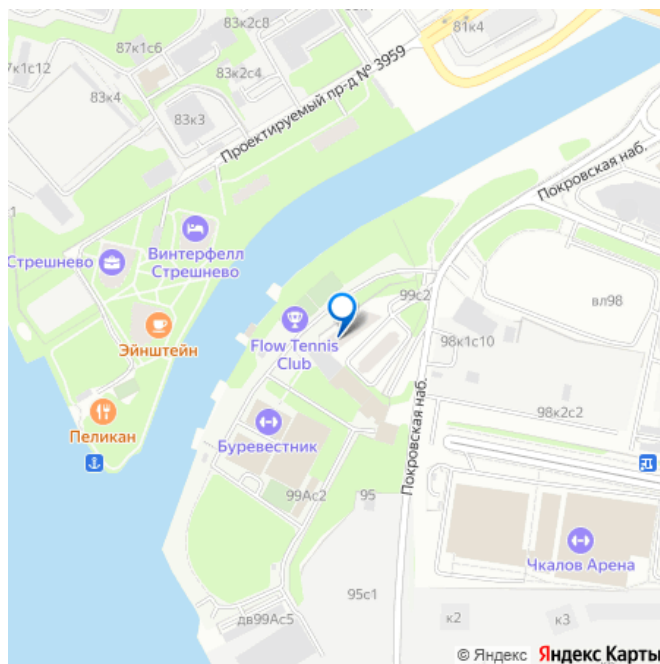 83к2с8
81к4
87к1с6
7к1с12
83к2с4
83к4
83к3
Проектируемый пр-д № 3959
Покровская наб.
Стрешнево
Винтерфелл
Стрешнево
99с2
вл98
Эйнштейн
Flow Tennis
Club
98к1с10
Покровская наб.
98к2с2
Пеликан
Буревестник
99Ас2
95
Чкалов Арена
95с1
дв99Ас5
к2
к3
© Яндекс Яндекс Карты